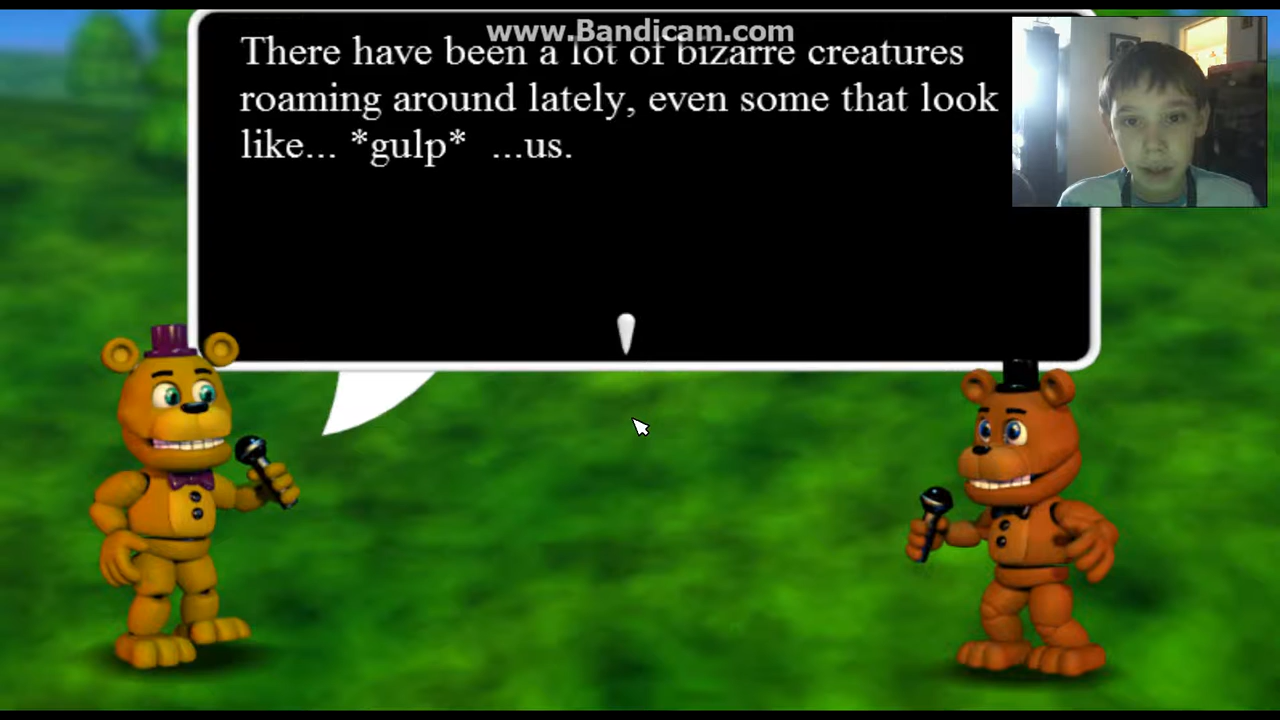 www.Bandicam.com
There have been a lot of bizarre creatures
roaming around lately, even some that look
like... *gulp* ...us.